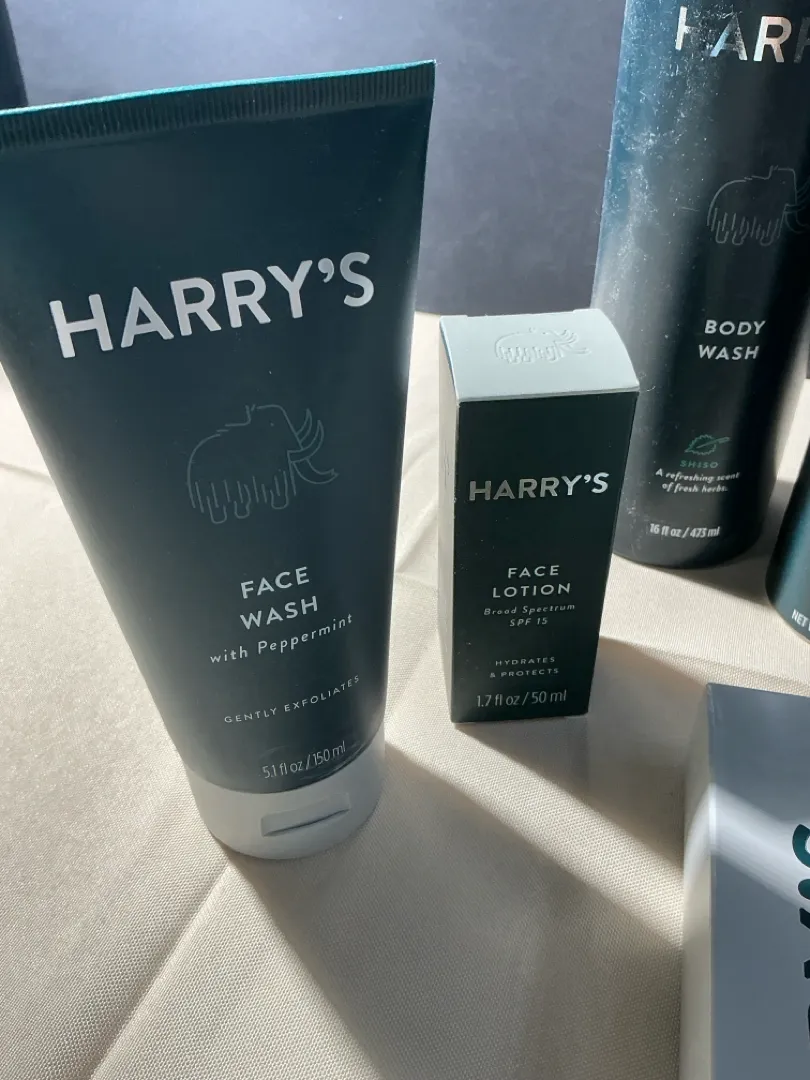 HARRY'S
FACE
WASH
with Peppermint
GENTLY EXFOLIATES
5.1 fl oz / 150 ml
HARRY'S
FACE
LOTION
Broad Spectrum
SPF 15
HYDRATES
& PROTECTS
1.7 fl oz / 50 ml
HARR
BODY
WASH
SHISO
A refreshing scent
of fresh herbs.
16 fl oz / 473 ml
NET